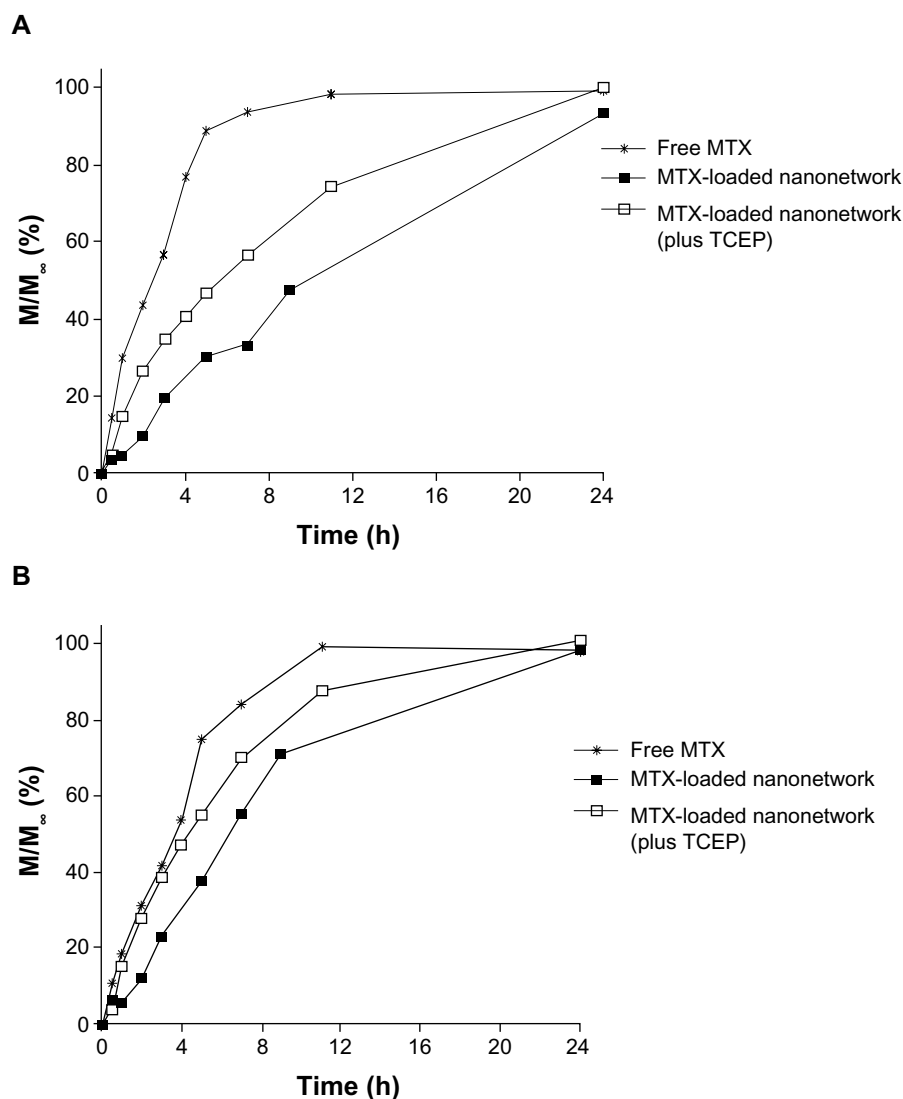 A
M/M∞ (%)
100
80
60
40
20
0
0 4 8 12 16 20 24
Time (h)
Free MTX
MTX-loaded nanonetwork
MTX-loaded nanonetwork
(plus TCEP)
B
M/M∞ (%)
100
80
60
40
20
0
0 4 8 12 16 20 24
Time (h)
Free MTX
MTX-loaded nanonetwork
MTX-loaded nanonetwork
(plus TCEP)